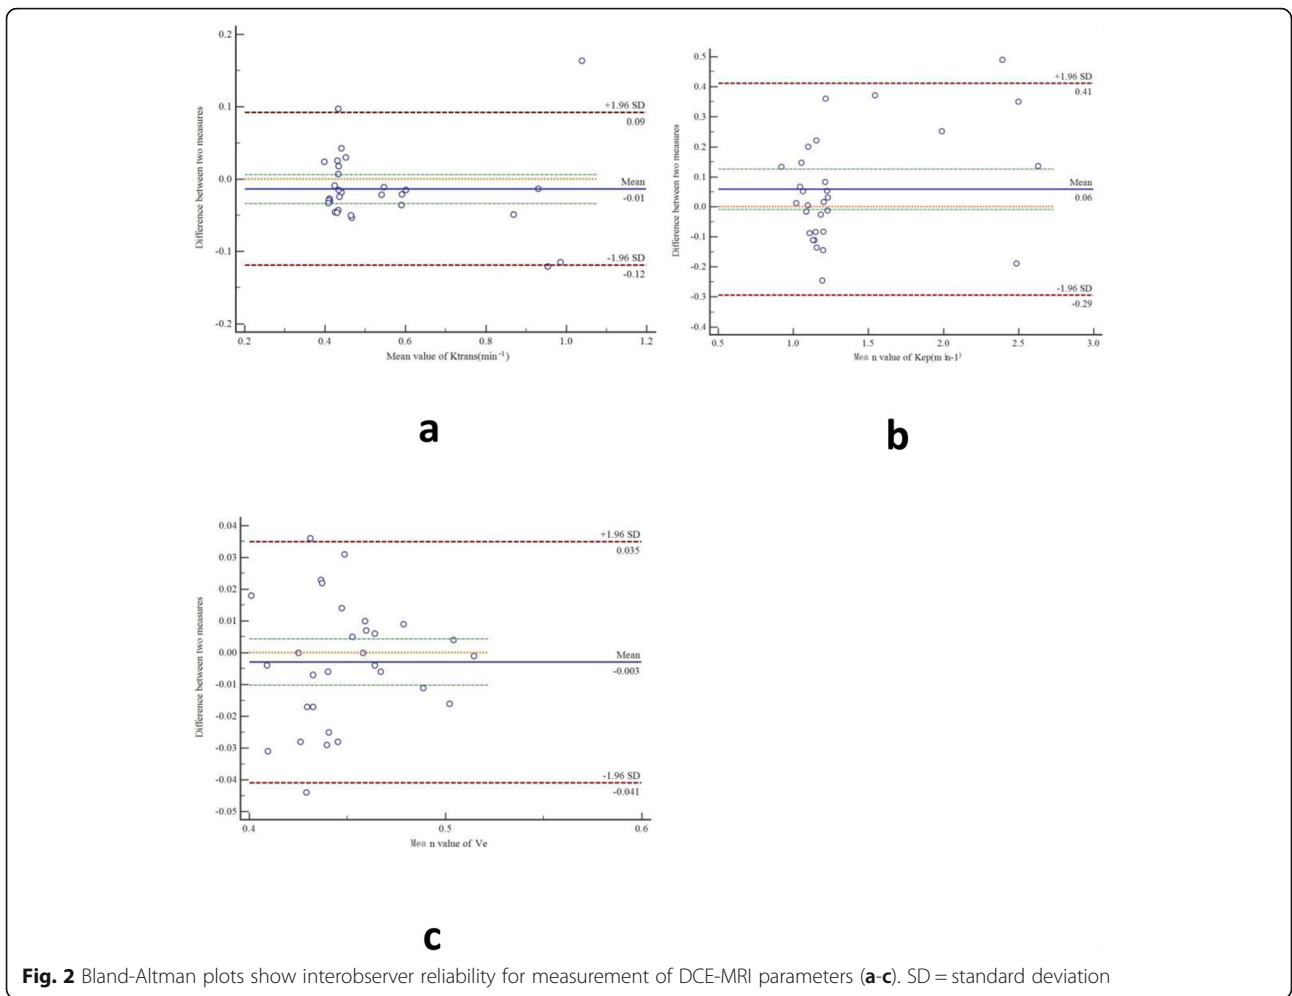 0.2
0.1
0.0
-0.1
-0.2
Difference between two measures
+1.96 SD
0.09
Mean
-0.01
-1.96 SD
-0.12
0.2 0.4 0.6 0.8 1.0 1.2
Mean value of Ktrans(min⁻¹)
a
0.5
0.4
0.3
0.2
0.1
0.0
-0.1
-0.2
-0.3
-0.4
Difference between two measures
+1.96 SD
0.41
Mean
0.06
-1.96 SD
-0.29
0.5 1.0 1.5 2.0 2.5 3.0
Mea n value of Kep(m in-1)
b
0.04
0.03
0.02
0.01
0.00
-0.01
-0.02
-0.03
-0.04
-0.05
Difference between two measures
+1.96 SD
0.035
Mean
-0.003
-1.96 SD
-0.041
0.4 0.5 0.6
Mea n value of Ve
c
Fig. 2 Bland-Altman plots show interobserver reliability for measurement of DCE-MRI parameters (a-c). SD = standard deviation